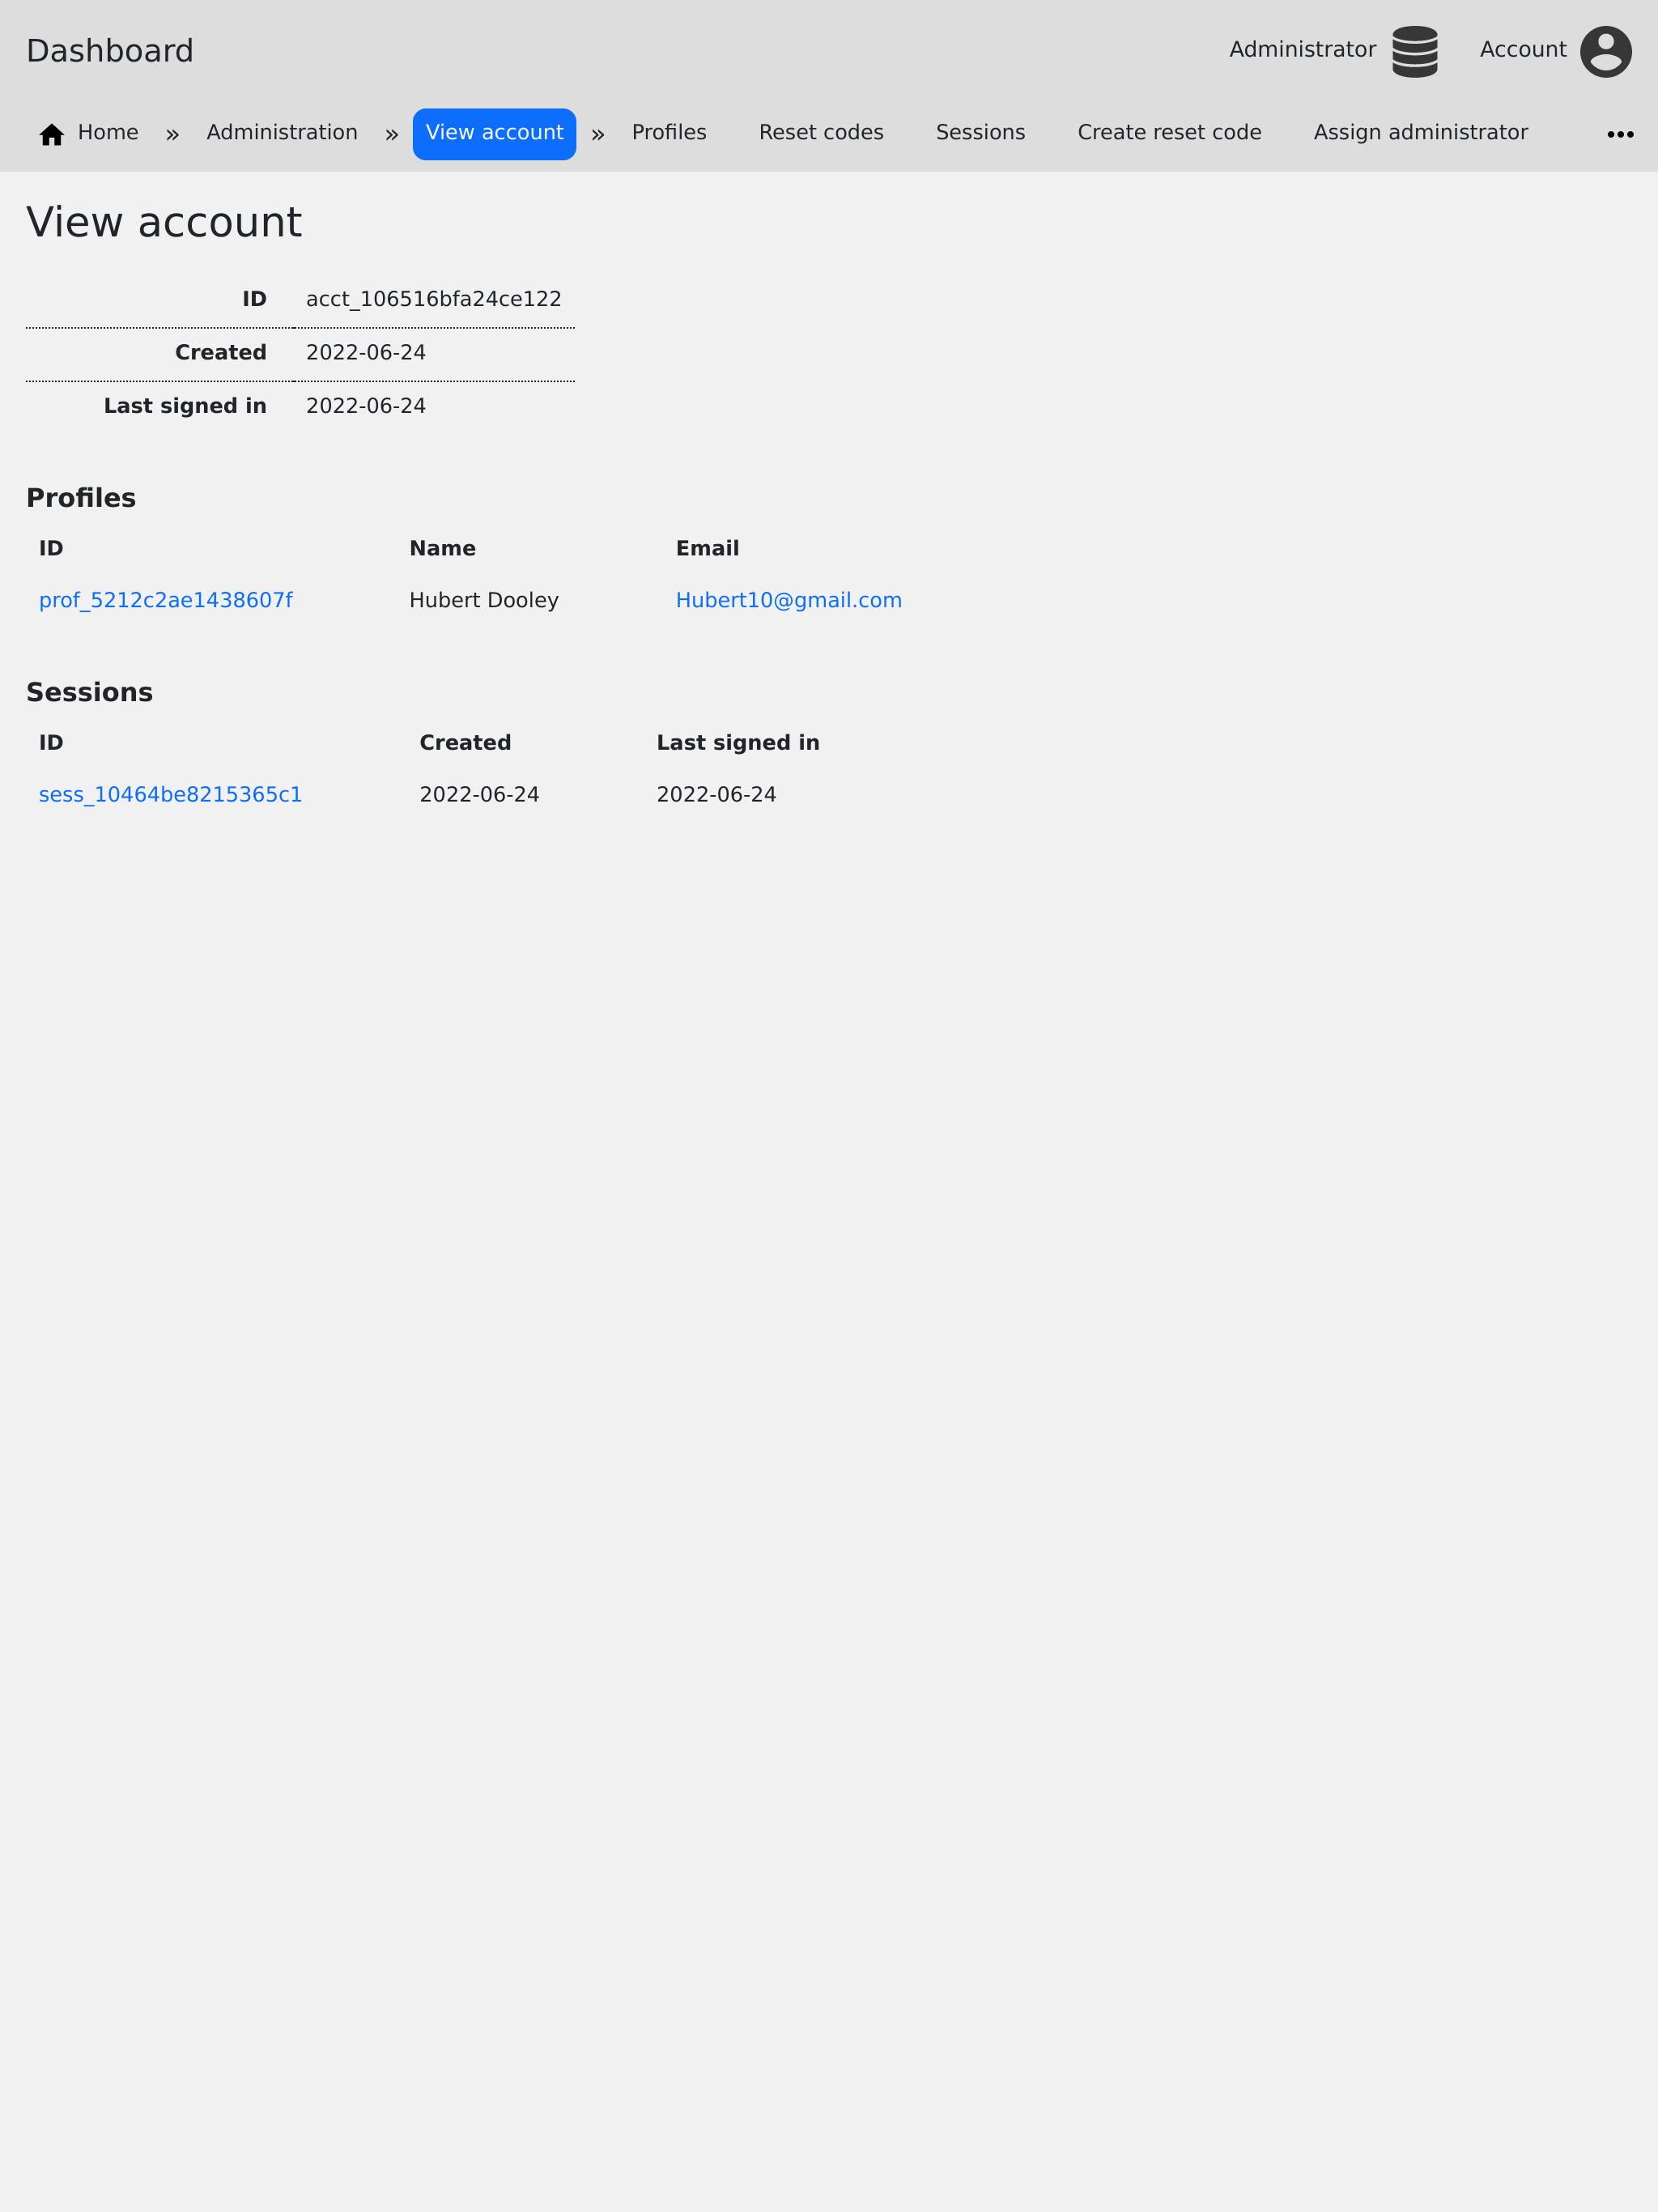 Dashboard Administrator Account
Home » Administration » View account » Profiles Reset codes Sessions Create reset code Assign administrator •••
View account
ID acct_106516bfa24ce122
Created 2022-06-24
Last signed in 2022-06-24
Profiles
ID Name Email
prof_5212c2ae1438607f Hubert Dooley Hubert10@gmail.com
Sessions
ID Created Last signed in
sess_10464be8215365c1 2022-06-24 2022-06-24